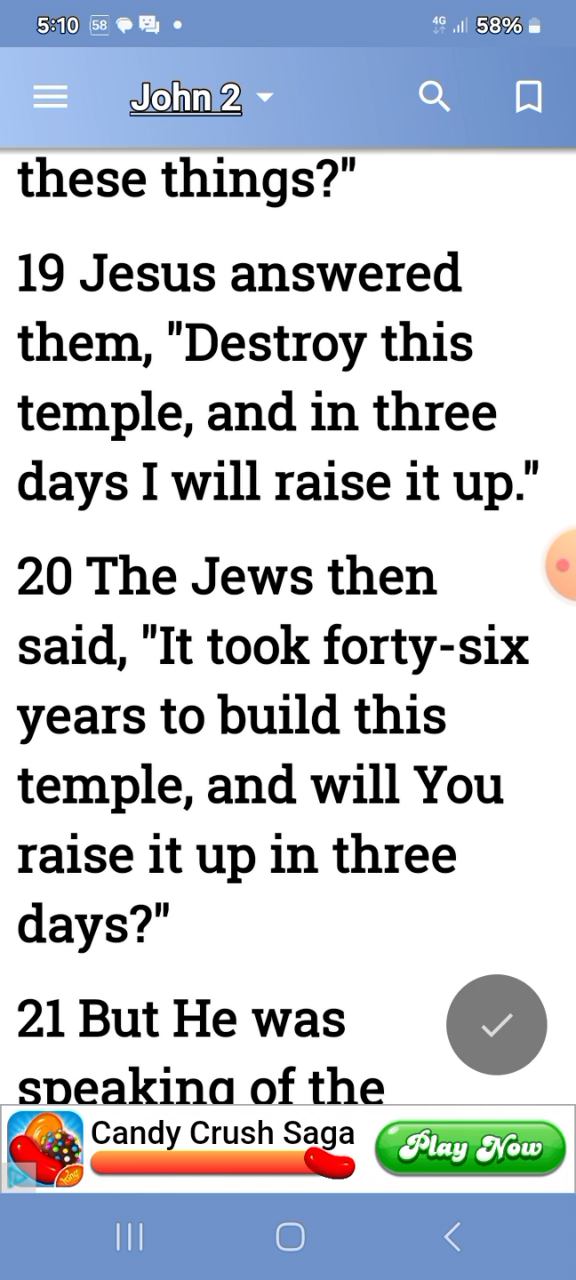 5:10 58 4G 58%
John 2
these things?"
19 Jesus answered
them, "Destroy this
temple, and in three
days I will raise it up."
20 The Jews then
said, "It took forty-six
years to build this
temple, and will You
raise it up in three
days?"
21 But He was
speaking of the
Candy Crush Saga
Play Now
King